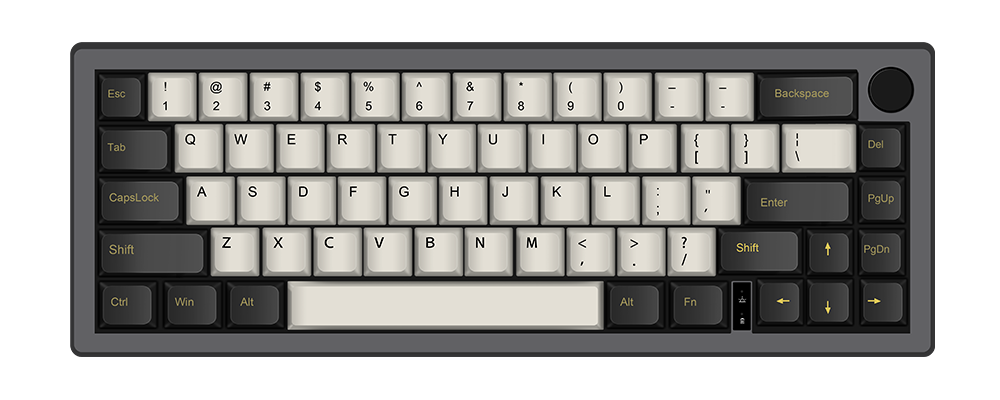 Esc ! @ # $ % ^ & * ( ) – – Backspace
1 2 3 4 5 6 7 8 9 0 - -
Tab Q W E R T Y U I O P { } ¦ Del
[ ] \
CapsLock A S D F G H J K L : " Enter PgUp
; ,
Shift Z X C V B N M < > ? Shift ↑ PgDn
, . /
Ctrl Win Alt Alt Fn ← ↓ →